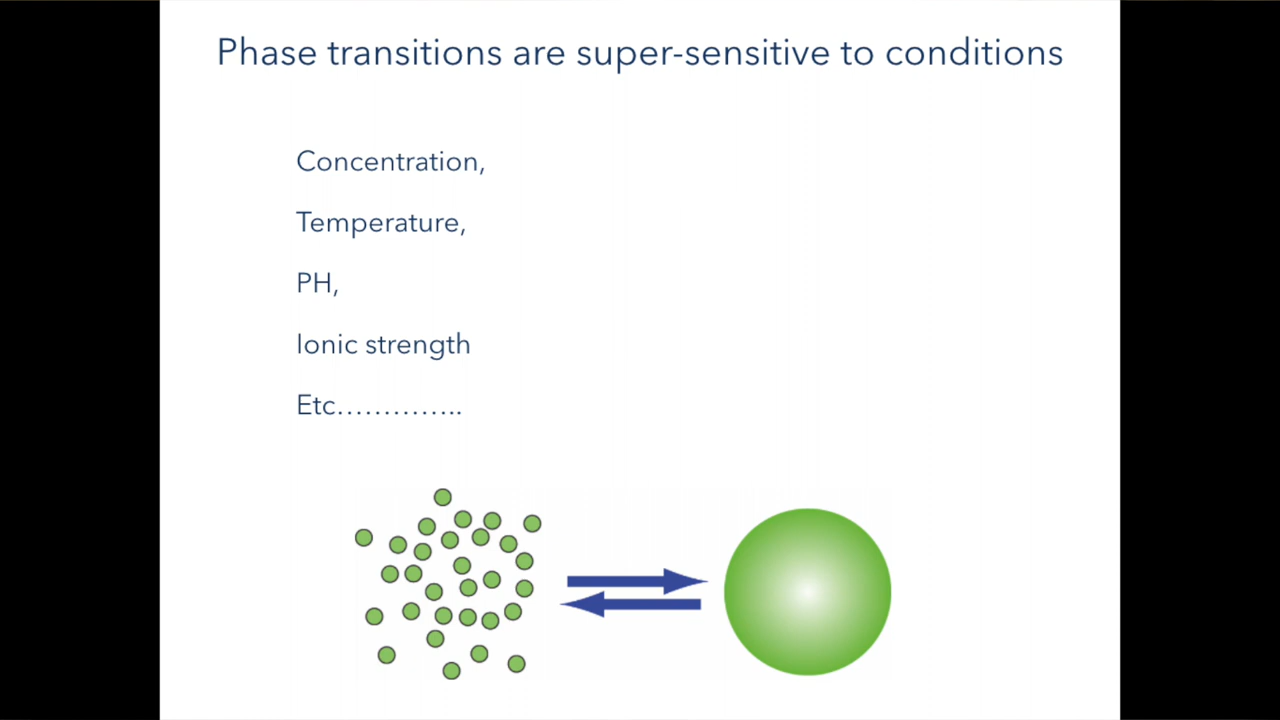 Phase transitions are super-sensitive to conditions
Concentration,
Temperature,
PH,
Ionic strength
Etc…………..